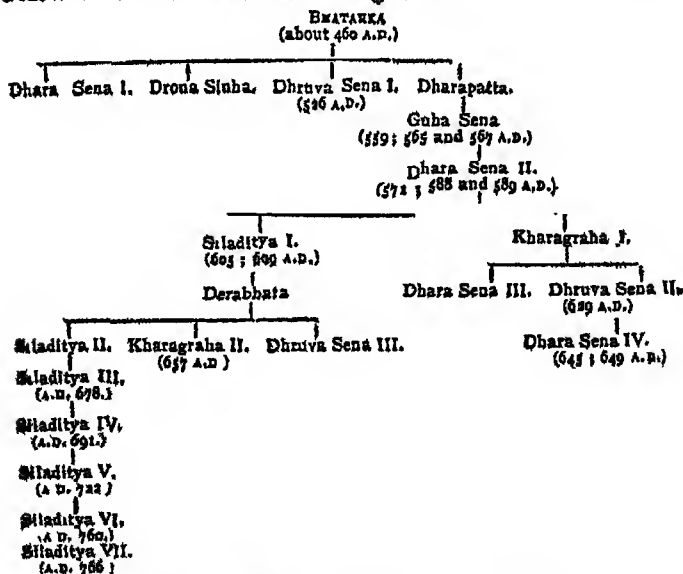 BHATARKA
(about 460 A.D.)
Dhara Sena I. Drona Sinha. Dhruva Sena I. Dharapatta.
(526 A.D.)
Guha Sena
(559; 565 and 567 A.D.)
Dhara Sena II.
(572; 588 and 589 A.D.)
Siladitya I. Kharagraha I.
(605; 609 A.D.)
Derabhata Dhara Sena III. Dhruva Sena II.
(629 A.D.)
Siladitya II. Kharagraha II. Dhruva Sena III. Dhara Sena IV.
(657 A.D) (645; 649 A.D.)
Siladitya III.
(A.D. 678.)
Siladitya IV.
(A.D. 691.)
Siladitya V.
(A D. 722)
Siladitya VI.
(A D. 760.)
Siladitya VII.
(A.D. 766)